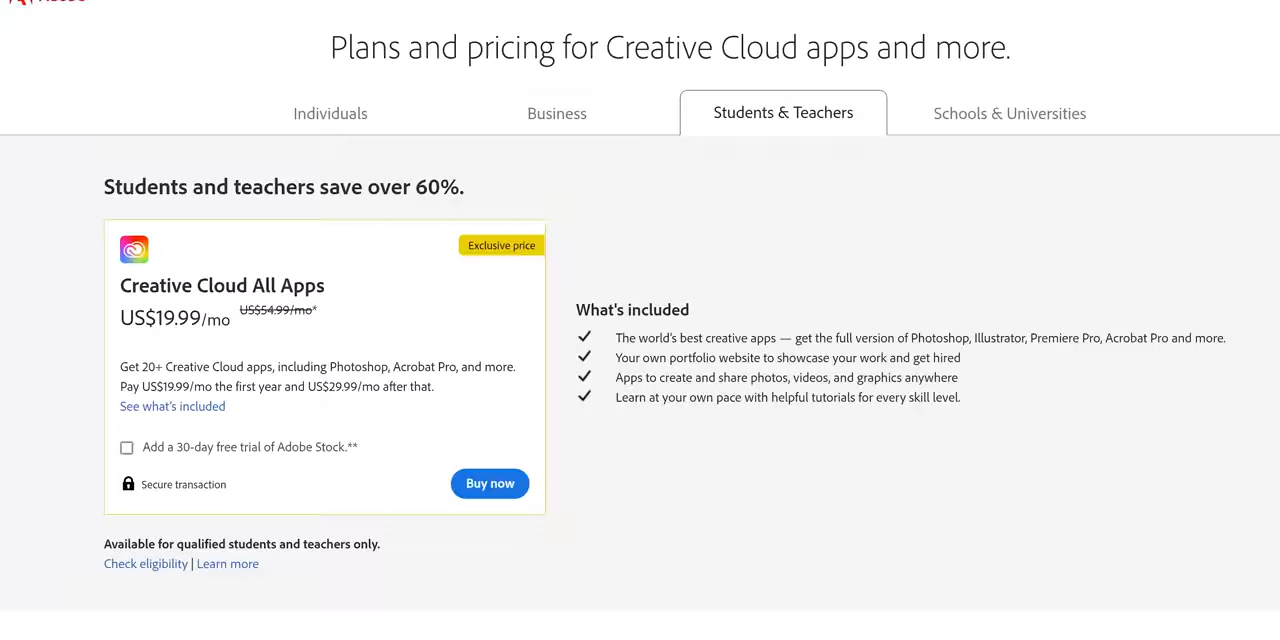 Plans and pricing for Creative Cloud apps and more.
Individuals
Business
Students & Teachers
Schools & Universities
Students and teachers save over 60%.
Exclusive price
Creative Cloud All Apps
US$19.99/mo US$54.99/mo*
Get 20+ Creative Cloud apps, including Photoshop, Acrobat Pro, and more.
Pay US$19.99/mo the first year and US$29.99/mo after that.
See what's included
Add a 30-day free trial of Adobe Stock.**
Secure transaction
Buy now
What's included
The world's best creative apps — get the full version of Photoshop, Illustrator, Premiere Pro, Acrobat Pro and more.
Your own portfolio website to showcase your work and get hired
Apps to create and share photos, videos, and graphics anywhere
Learn at your own pace with helpful tutorials for every skill level.
Available for qualified students and teachers only.
Check eligibility | Learn more